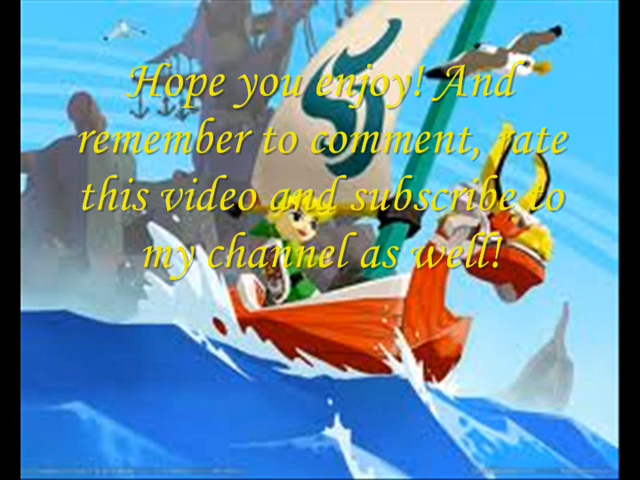 Hope you enjoy! And
remember to comment, rate
this video and subscribe to
my channel as well!